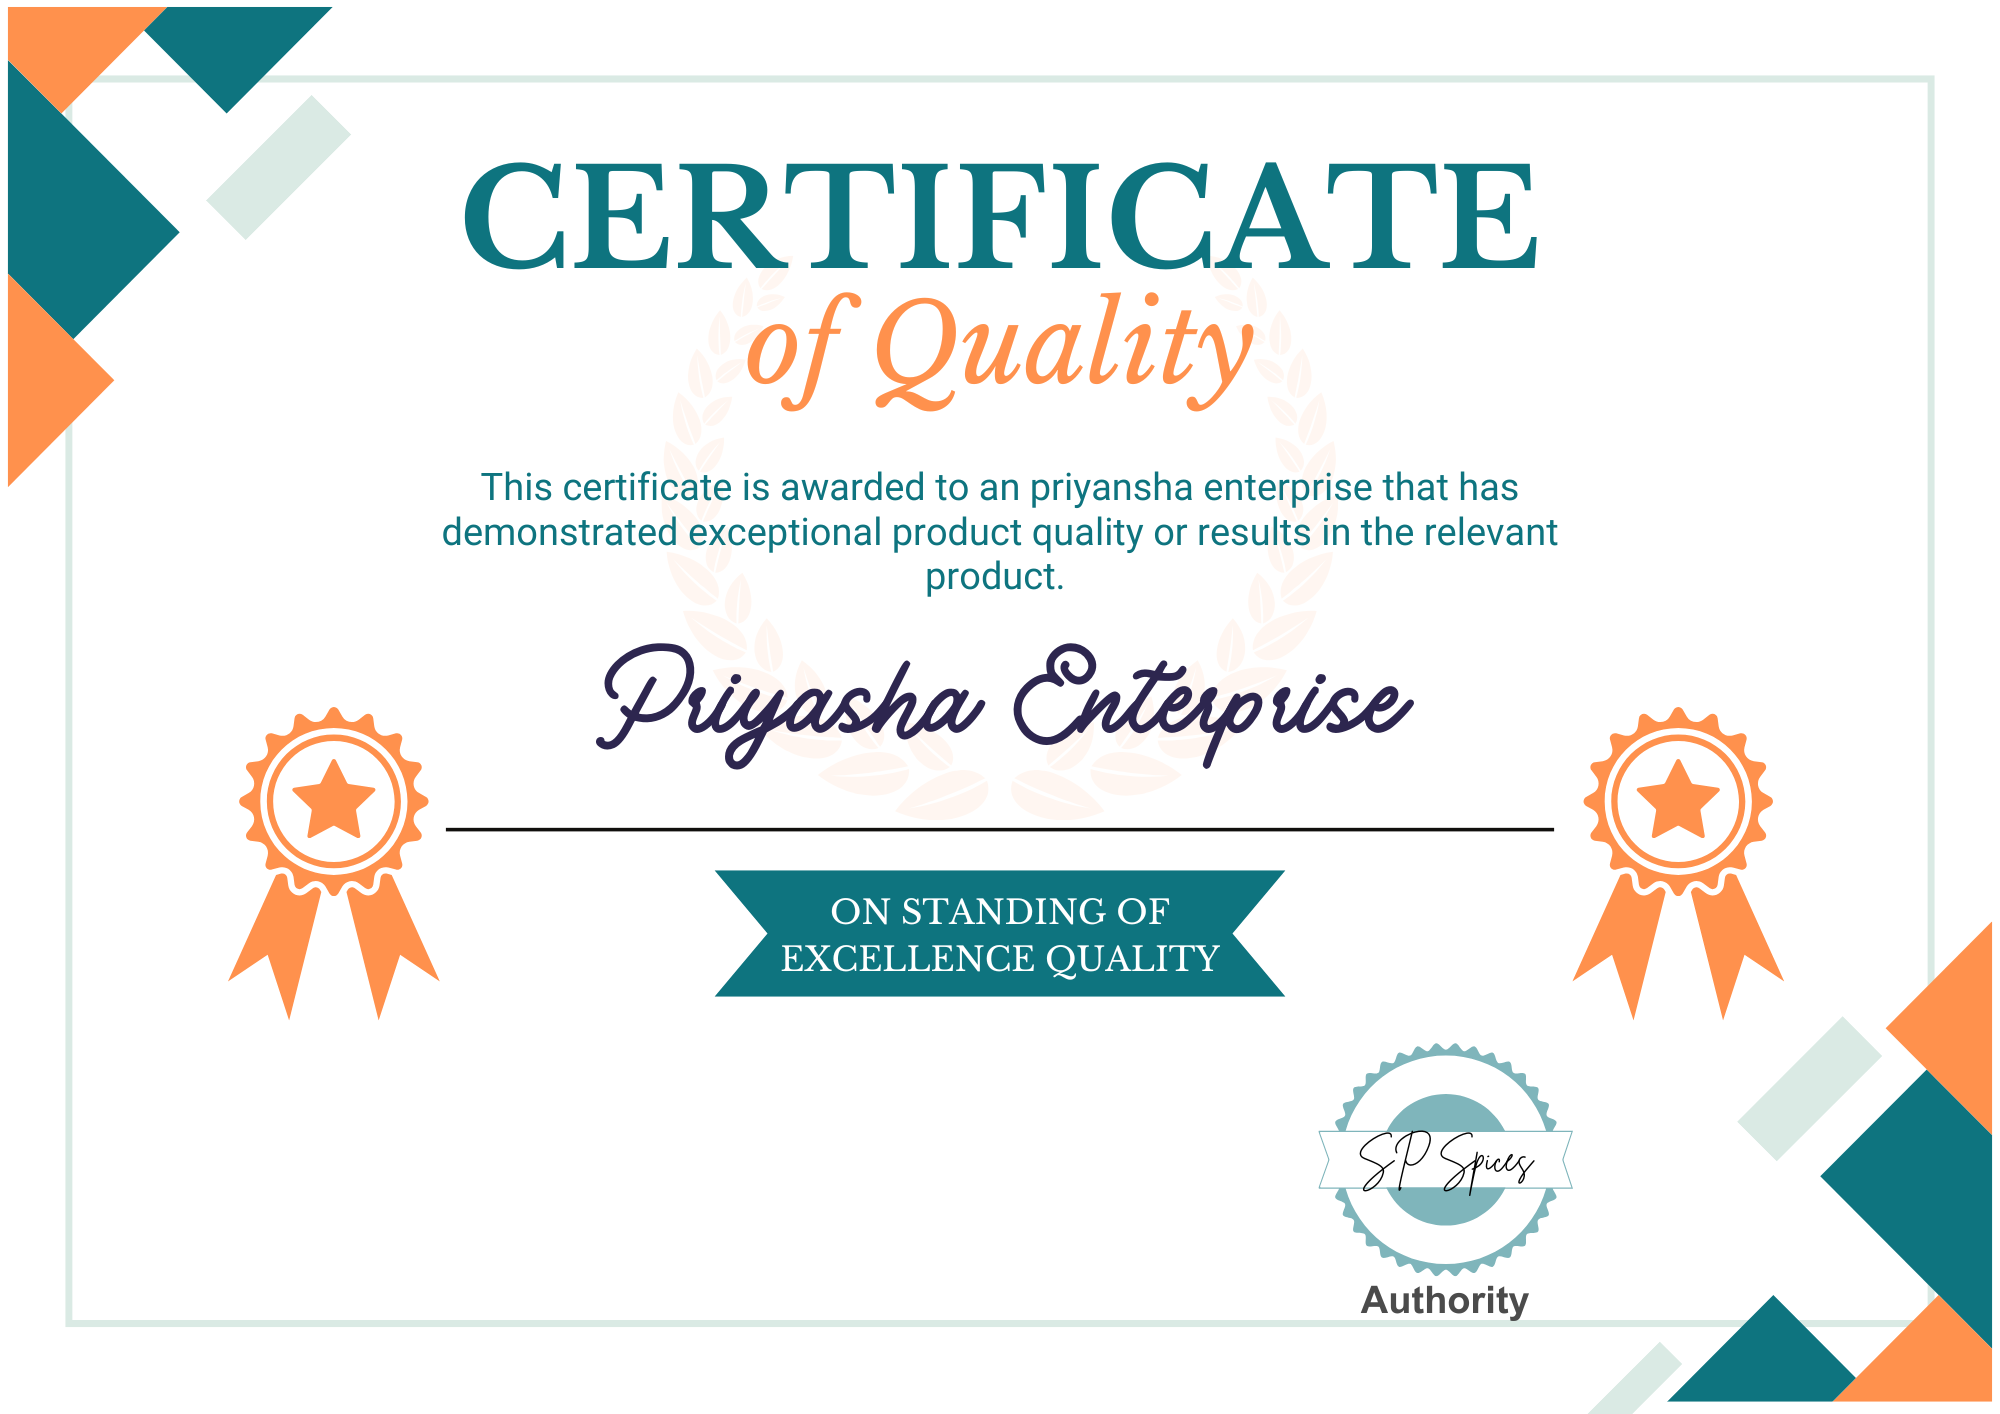 CERTIFICATE
of Quality
This certificate is awarded to an priyansha enterprise that has
demonstrated exceptional product quality or results in the relevant
product.
Priyasha Enterprise
ON STANDING OF
EXCELLENCE QUALITY
SP Spices
Authority